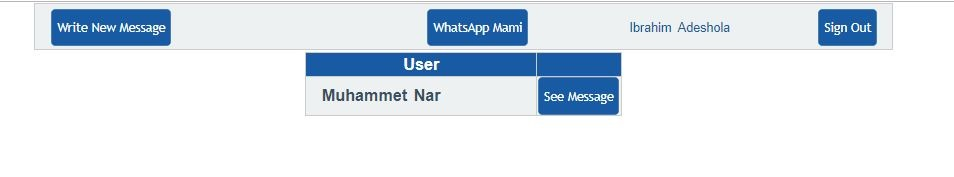 Write New Message WhatsApp Mami Ibrahim Adeshola Sign Out
User
Muhammet Nar See Message